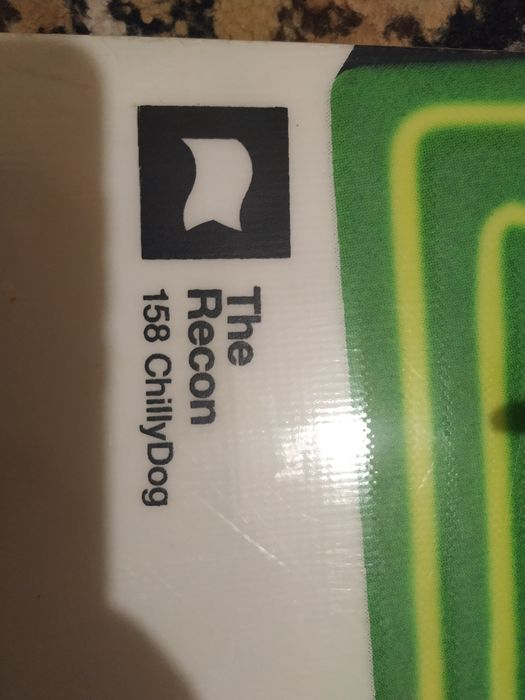 The
Recon
158 ChillyDog